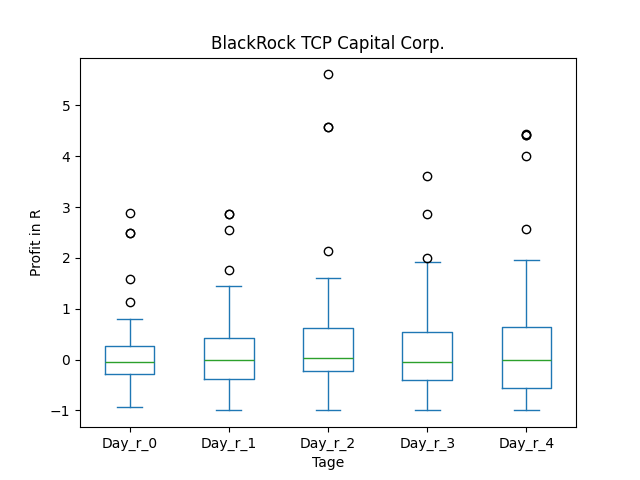 BlackRock TCP Capital Corp.
Profit in R
5
4
3
2
1
0
−1
Day_r_0 Day_r_1 Day_r_2 Day_r_3 Day_r_4
Tage